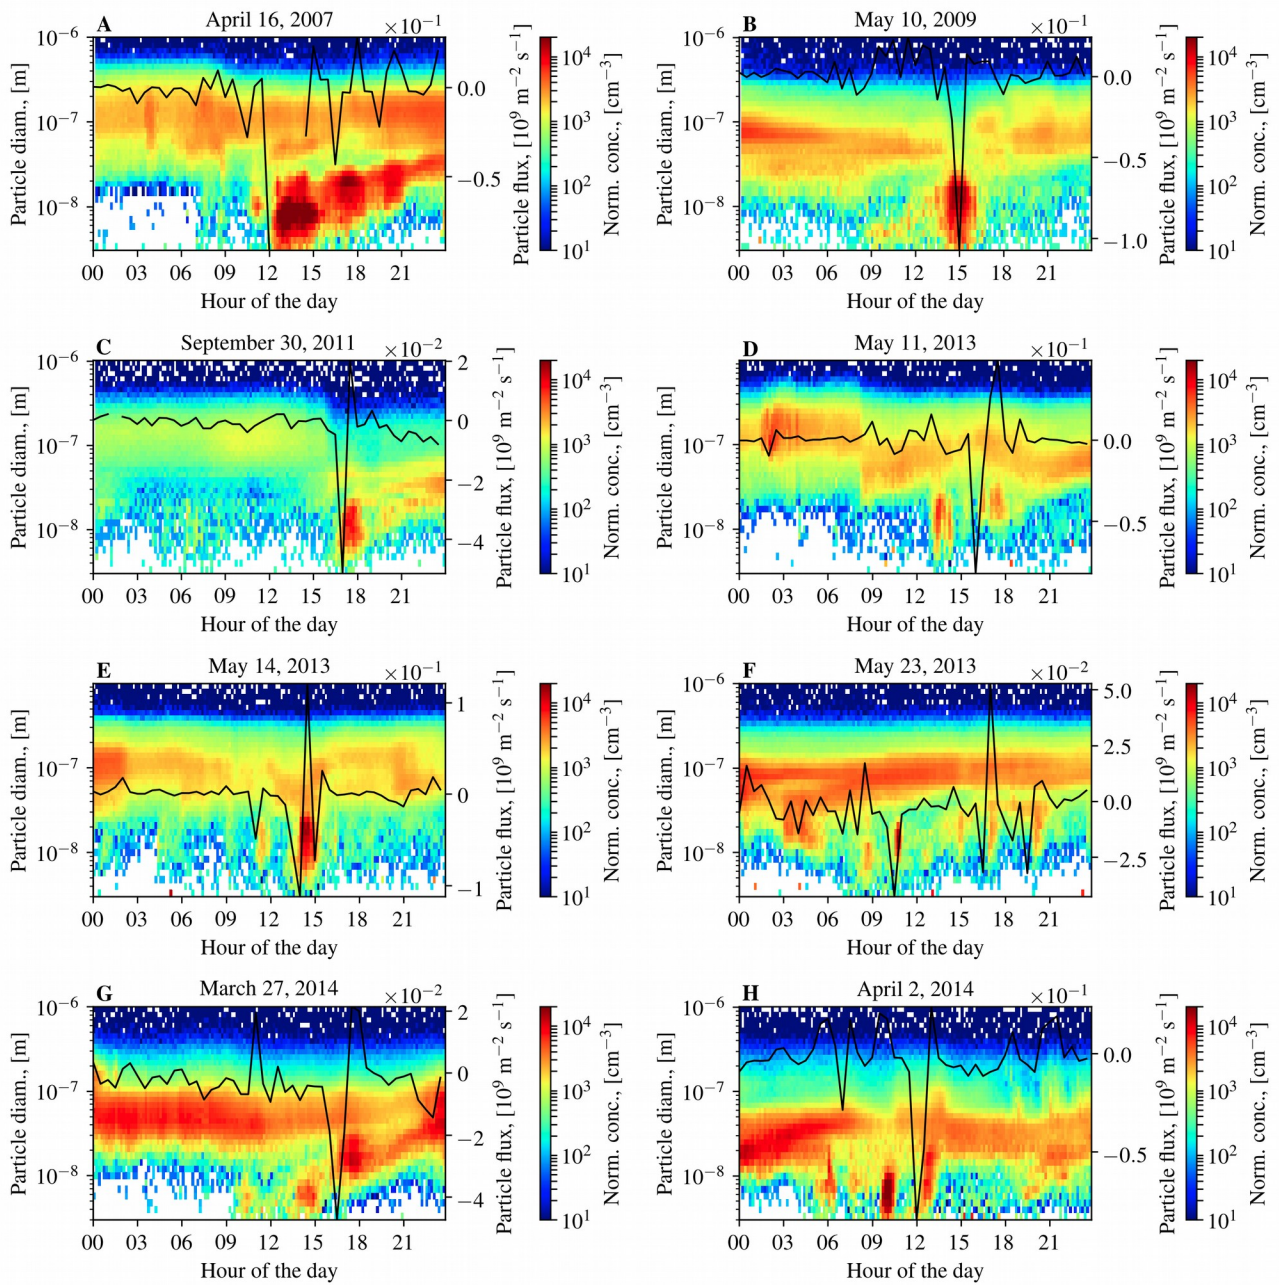 A April 16, 2007 ×10⁻¹
10⁻⁶
10⁻⁷
10⁻⁸
Particle diam., [m]
0.0
−0.5
Particle flux, [10⁹ m⁻² s⁻¹]
10⁴
10³
10²
10¹
Norm. conc., [cm⁻³]
00 03 06 09 12 15 18 21
Hour of the day
B May 10, 2009 ×10⁻¹
10⁻⁶
10⁻⁷
10⁻⁸
Particle diam., [m]
0.0
−0.5
−1.0
Particle flux, [10⁹ m⁻² s⁻¹]
10⁴
10³
10²
10¹
Norm. conc., [cm⁻³]
00 03 06 09 12 15 18 21
Hour of the day
C September 30, 2011 ×10⁻²
10⁻⁶
10⁻⁷
10⁻⁸
Particle diam., [m]
2
0
−2
−4
Particle flux, [10⁹ m⁻² s⁻¹]
10⁴
10³
10²
10¹
Norm. conc., [cm⁻³]
00 03 06 09 12 15 18 21
Hour of the day
D May 11, 2013 ×10⁻¹
10⁻⁶
10⁻⁷
10⁻⁸
Particle diam., [m]
0.0
−0.5
Particle flux, [10⁹ m⁻² s⁻¹]
10⁴
10³
10²
10¹
Norm. conc., [cm⁻³]
00 03 06 09 12 15 18 21
Hour of the day
E May 14, 2013 ×10⁻¹
10⁻⁶
10⁻⁷
10⁻⁸
Particle diam., [m]
1
0
−1
Particle flux, [10⁹ m⁻² s⁻¹]
10⁴
10³
10²
10¹
Norm. conc., [cm⁻³]
00 03 06 09 12 15 18 21
Hour of the day
F May 23, 2013 ×10⁻²
10⁻⁶
10⁻⁷
10⁻⁸
Particle diam., [m]
5.0
2.5
0.0
−2.5
Particle flux, [10⁹ m⁻² s⁻¹]
10⁴
10³
10²
10¹
Norm. conc., [cm⁻³]
00 03 06 09 12 15 18 21
Hour of the day
G March 27, 2014 ×10⁻²
10⁻⁶
10⁻⁷
10⁻⁸
Particle diam., [m]
2
0
−2
−4
Particle flux, [10⁹ m⁻² s⁻¹]
10⁴
10³
10²
10¹
Norm. conc., [cm⁻³]
00 03 06 09 12 15 18 21
Hour of the day
H April 2, 2014 ×10⁻¹
10⁻⁶
10⁻⁷
10⁻⁸
Particle diam., [m]
0.0
−0.5
Particle flux, [10⁹ m⁻² s⁻¹]
10⁴
10³
10²
10¹
Norm. conc., [cm⁻³]
00 03 06 09 12 15 18 21
Hour of the day